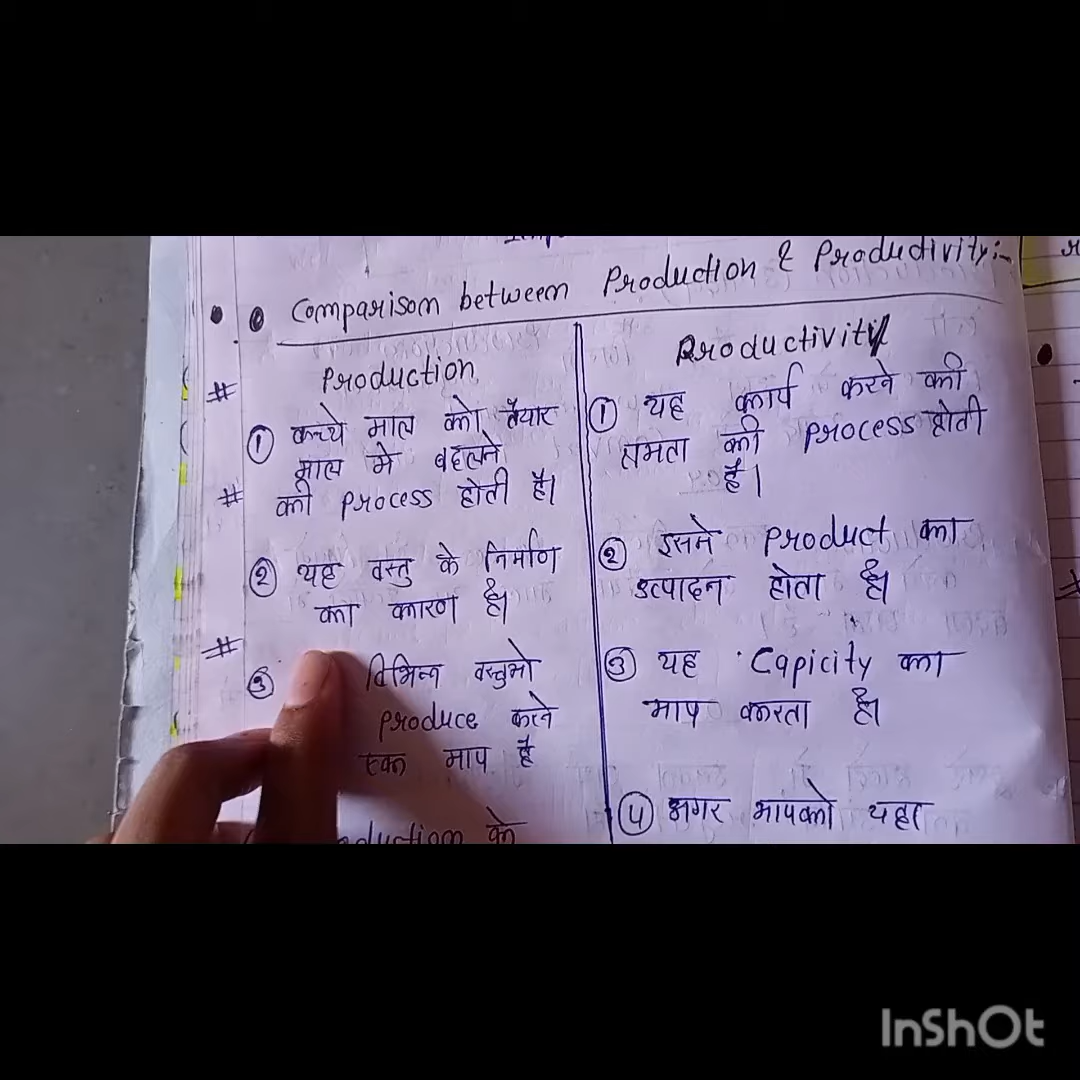 Comparison between Production & Productivity:-
Production
① कच्चे माल को तैयार
माल मे बदलने
की process होती है।
② यह वस्तु के निर्माण
का कारण है।
③ विभिन्न वस्तुओ
produce करने
एक माप है
के
Productivity
① यह कार्य करने की
क्षमता की process होती
है।
② इसमे product का
उत्पादन होता है।
③ यह Capicity का
माप करता है।
④ अगर आपको यहा
InShOt